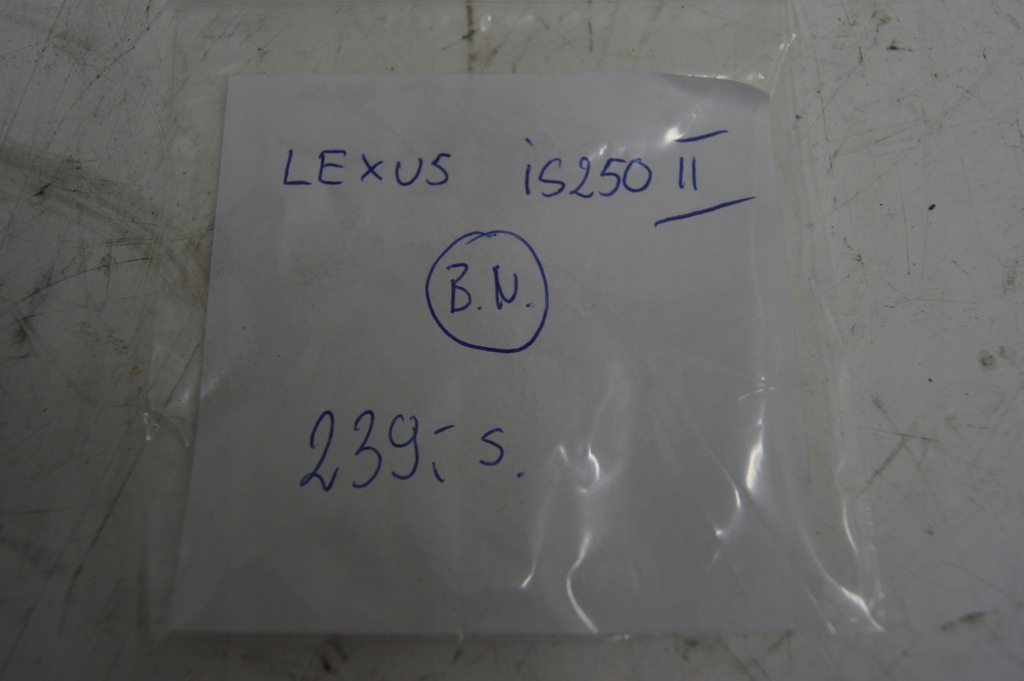 LEXUS is250 II
B.N.
239,- s.